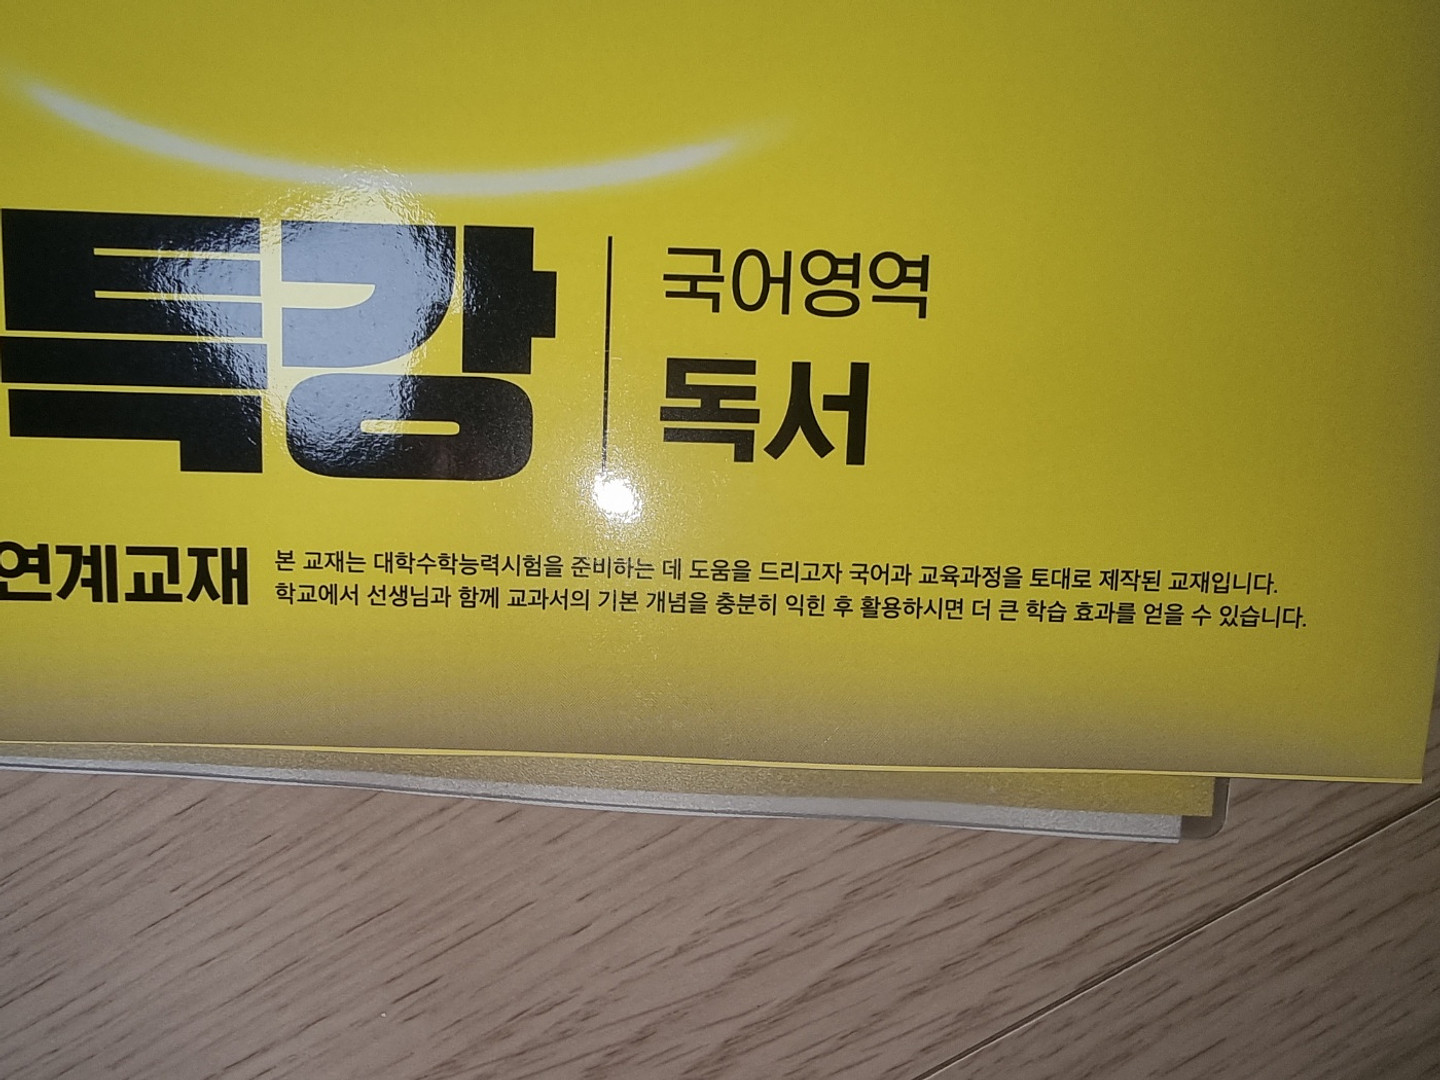 특강
국어영역
독서
연계교재
본 교재는 대학수학능력시험을 준비하는 데 도움을 드리고자 국어과 교육과정을 토대로 제작된 교재입니다.
학교에서 선생님과 함께 교과서의 기본 개념을 충분히 익힌 후 활용하시면 더 큰 학습 효과를 얻을 수 있습니다.